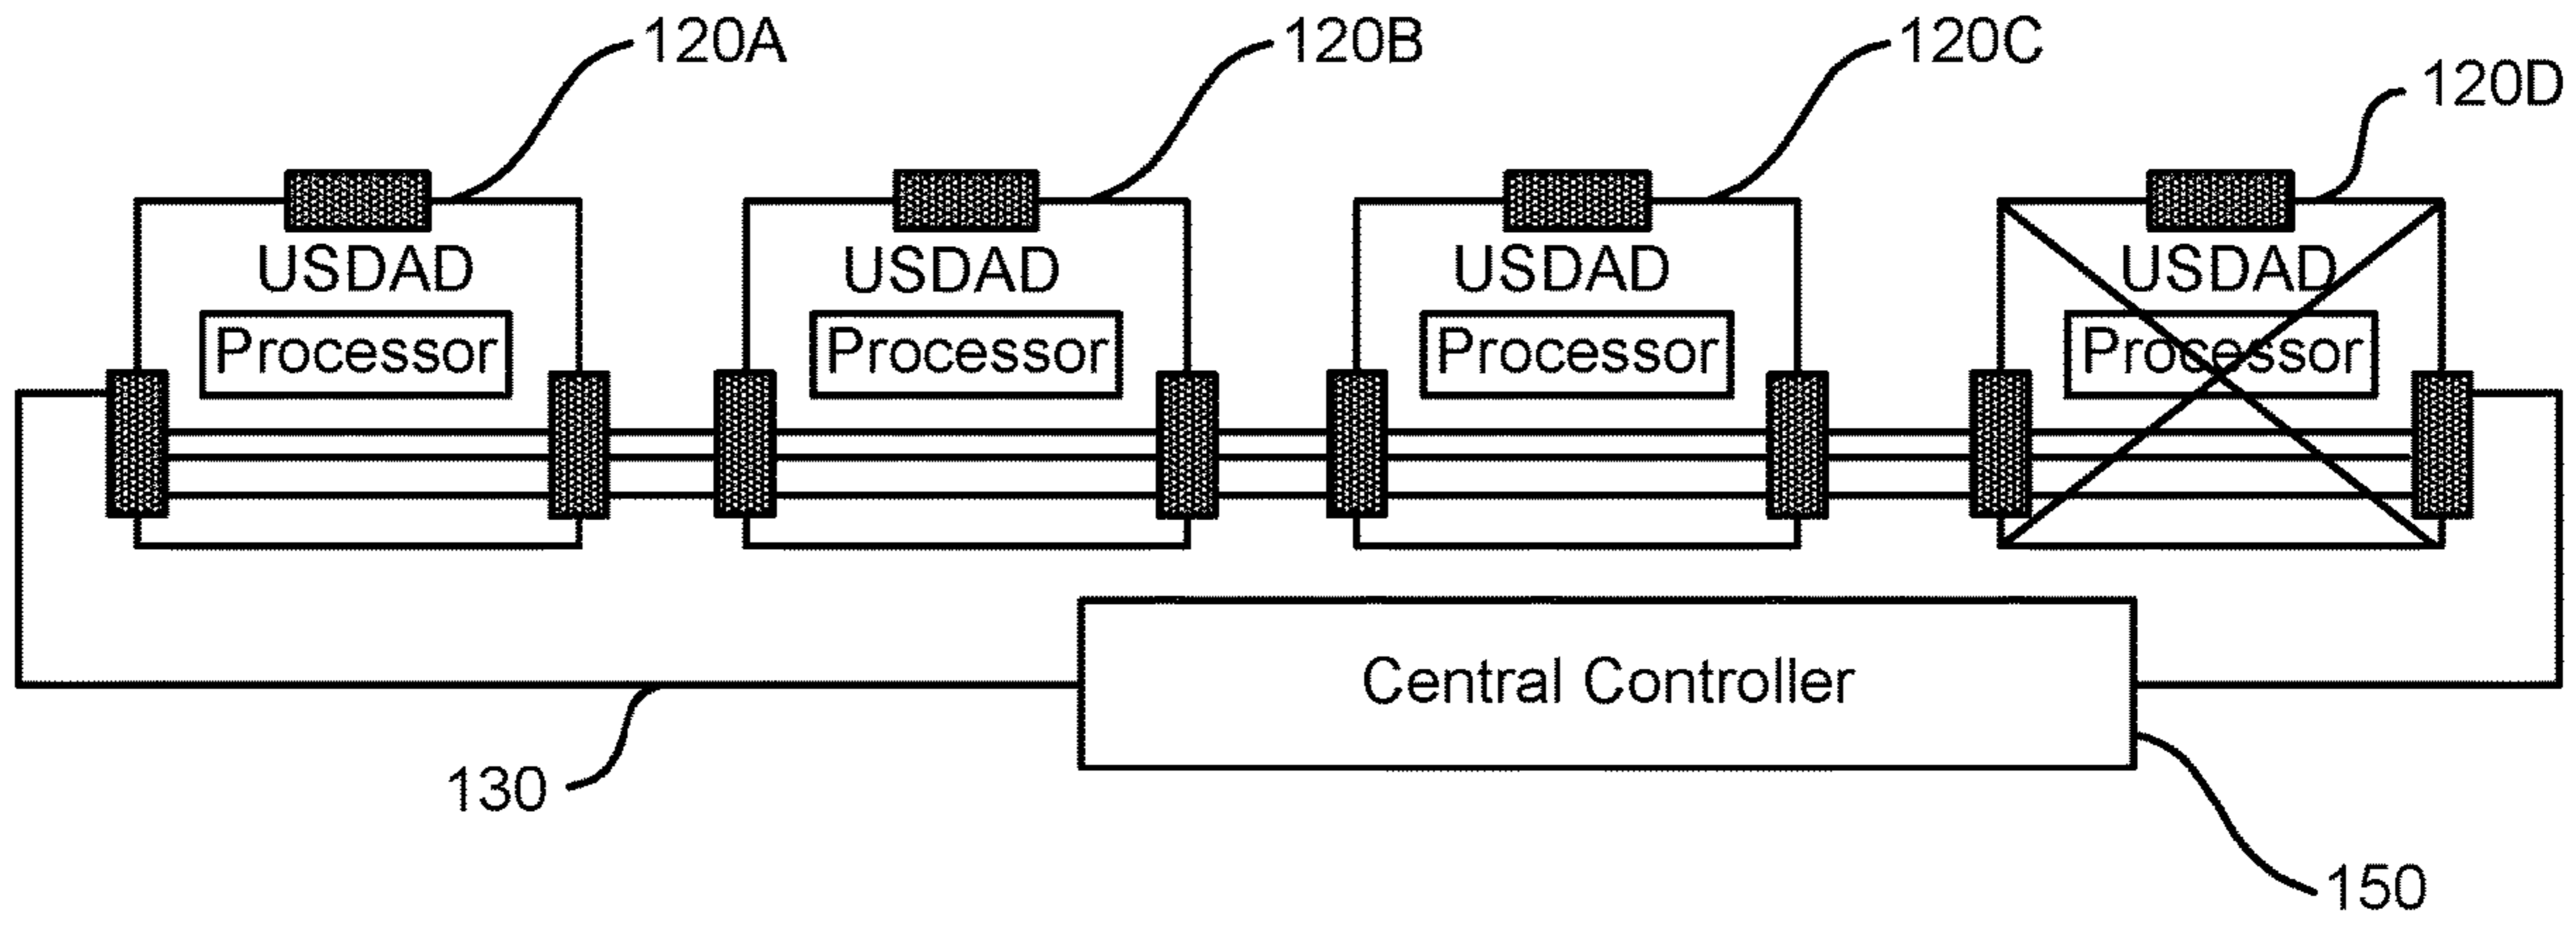 120A
120B
120C
120D
USDAD
USDAD
USDAD
USDAD
Processor
Processor
Processor
Processor
Central Controller
130
150